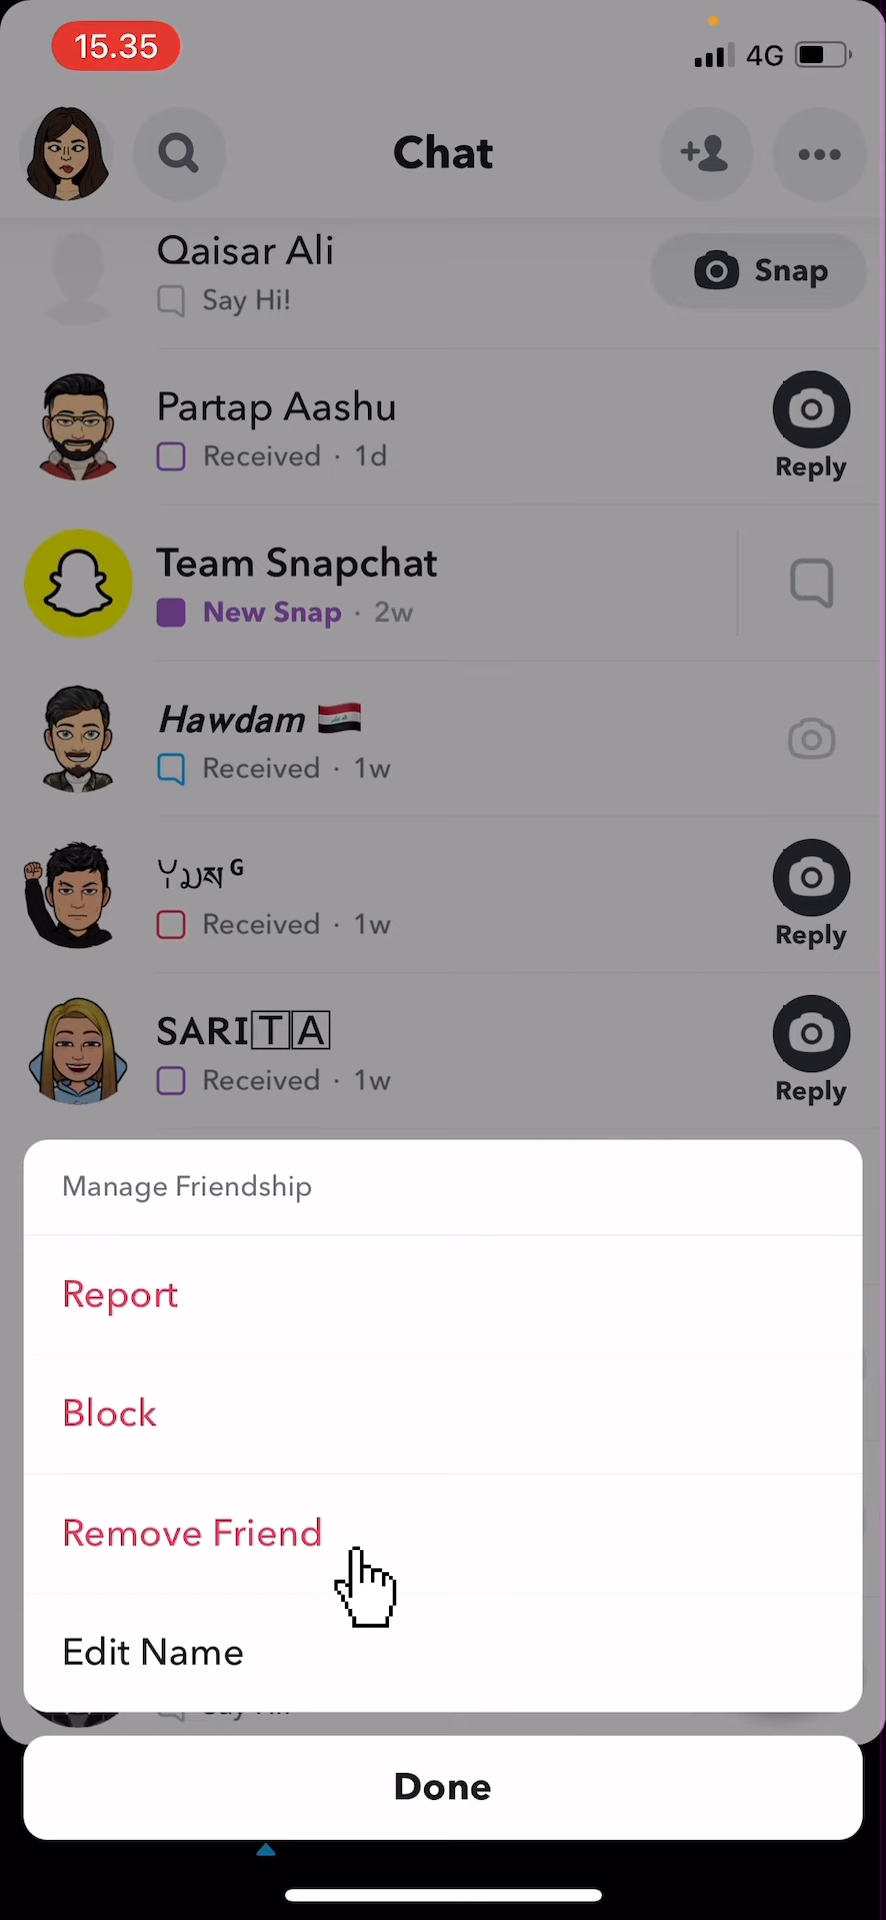 15.35
4G
Chat
Qaisar Ali
Say Hi!
Snap
Partap Aashu
Received · 1d
Reply
Team Snapchat
New Snap · 2w
Hawdam 🇮🇶
Received · 1w
Received · 1w
Reply
SARI🅃🄰
Received · 1w
Reply
Manage Friendship
Report
Block
Remove Friend
Edit Name
Done